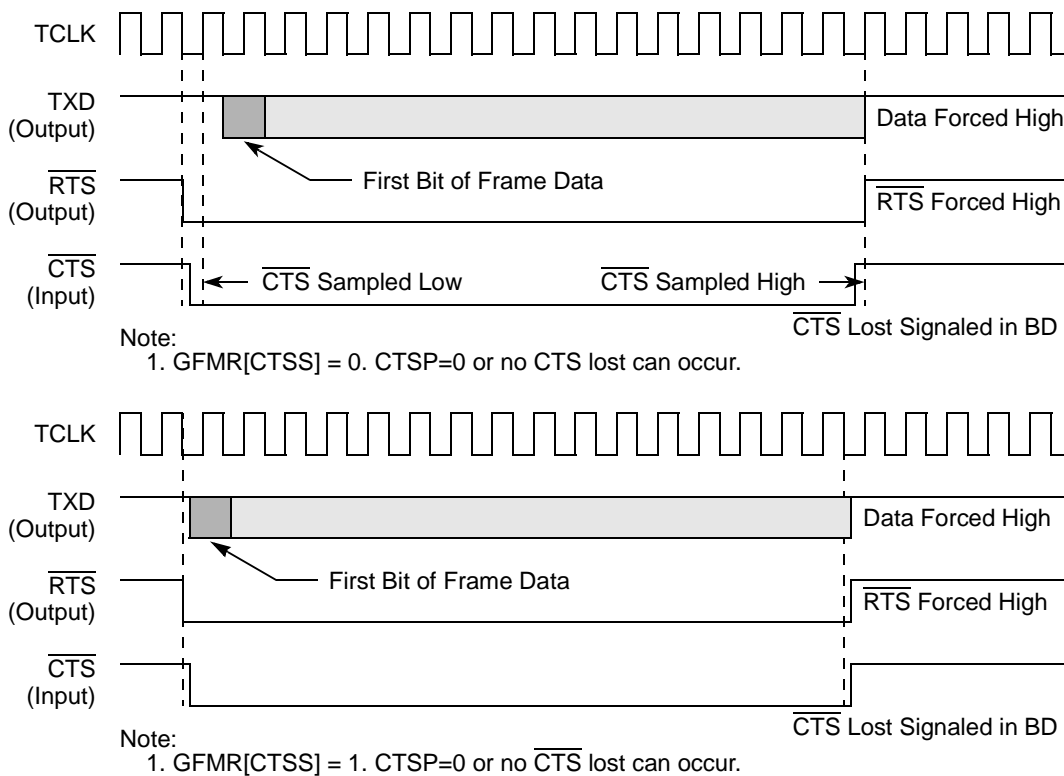 TCLK
TXD
(Output)
Data Forced High
First Bit of Frame Data
RTS
(Output)
RTS Forced High
CTS
(Input)
CTS Sampled Low
CTS Sampled High
CTS Lost Signaled in BD
Note:
1. GFMR[CTSS] = 0. CTSP=0 or no CTS lost can occur.
TCLK
TXD
(Output)
Data Forced High
First Bit of Frame Data
RTS
(Output)
RTS Forced High
CTS
(Input)
CTS Lost Signaled in BD
Note:
1. GFMR[CTSS] = 1. CTSP=0 or no CTS lost can occur.